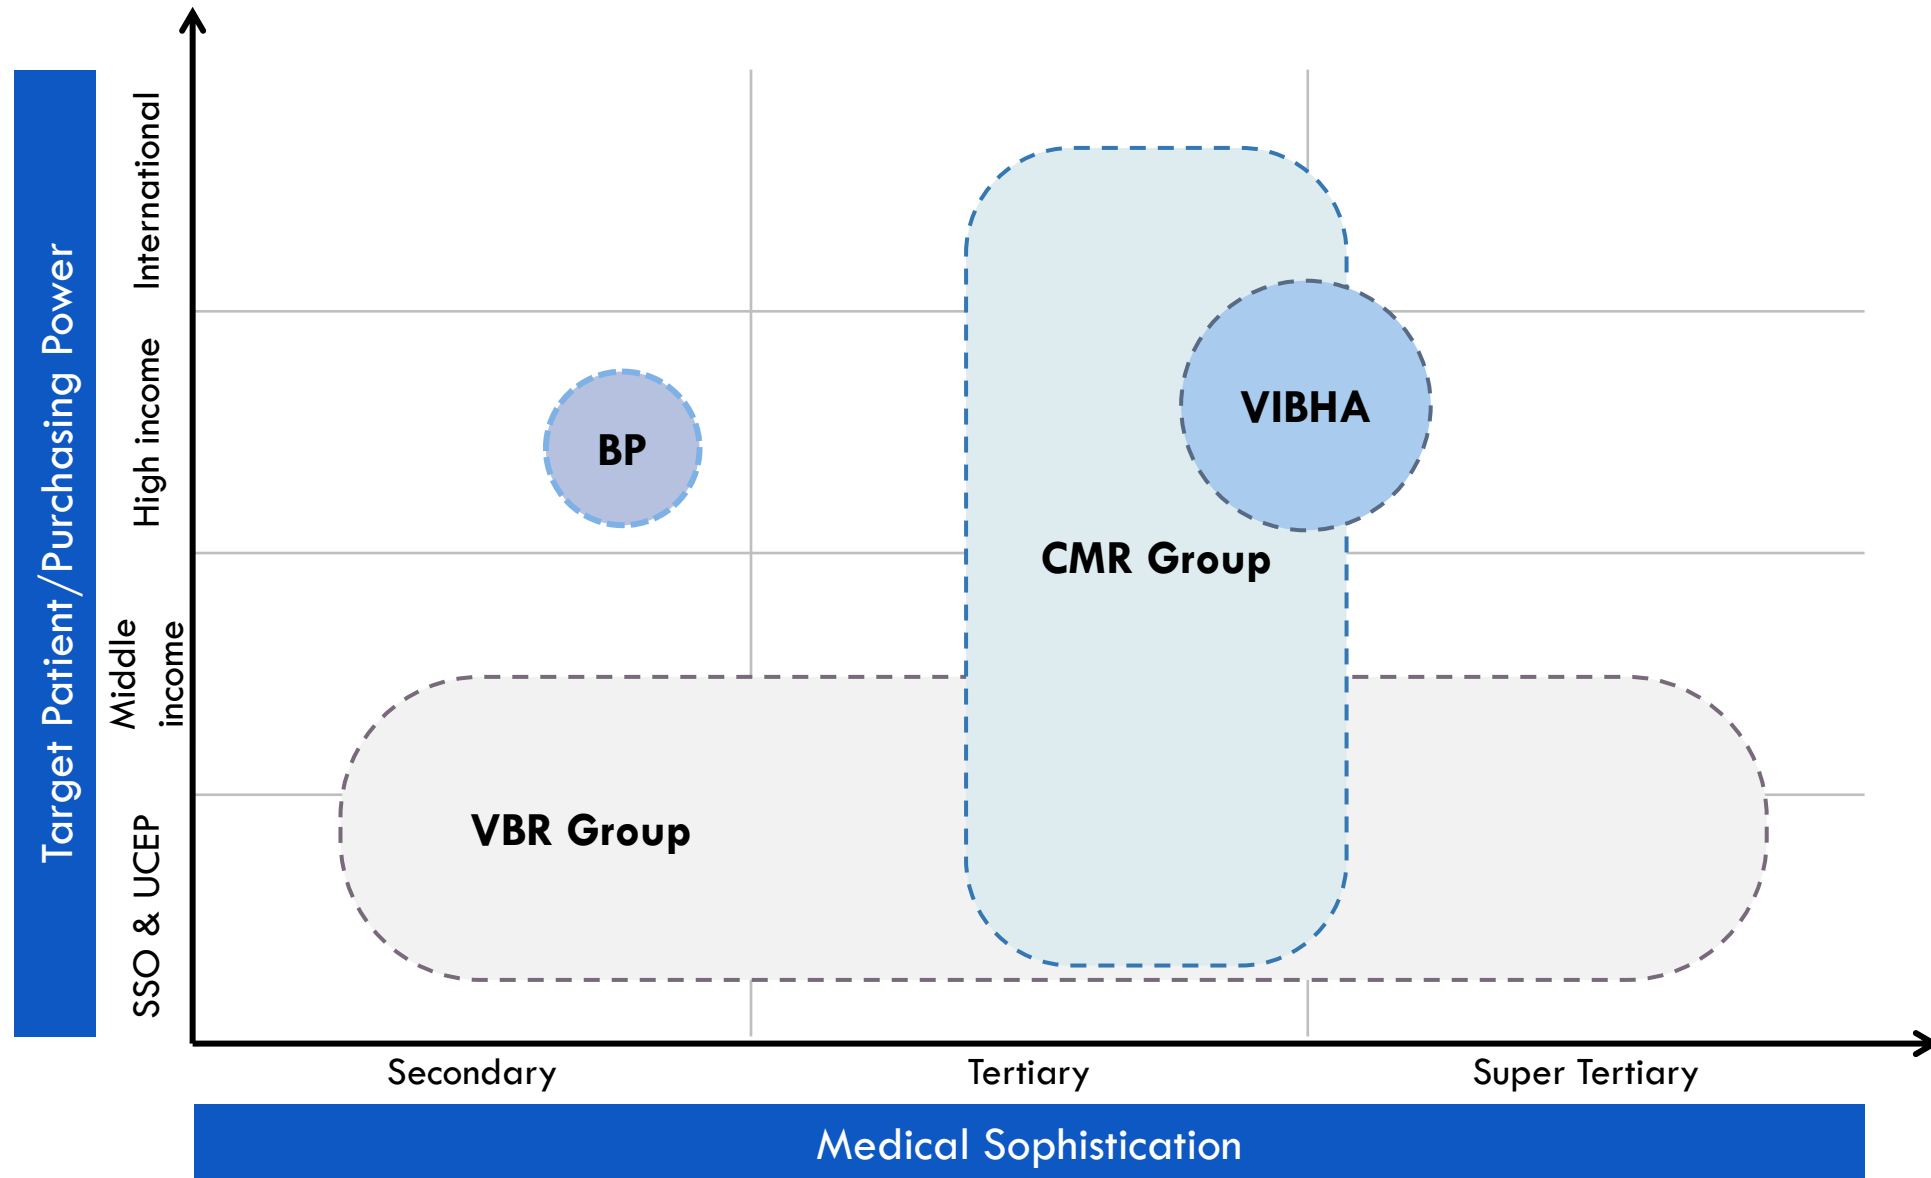 Target Patient/Purchasing Power
International
High income
Middle
income
SSO & UCEP
BP
VIBHA
CMR Group
VBR Group
Secondary
Tertiary
Super Tertiary
Medical Sophistication